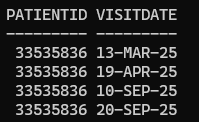 PATIENTID VISITDATE
--------- ---------
33535836 13-MAR-25
33535836 19-APR-25
33535836 10-SEP-25
33535836 20-SEP-25